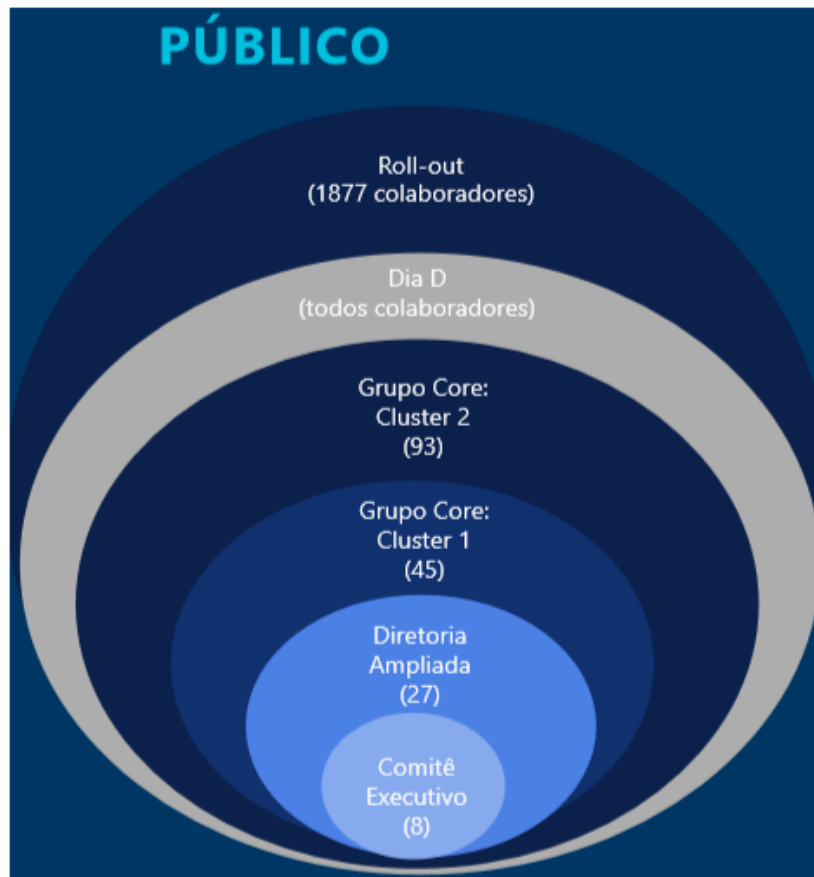 PÚBLICO
Roll-out
(1877 colaboradores)
Dia D
(todos colaboradores)
Grupo Core:
Cluster 2
(93)
Grupo Core:
Cluster 1
(45)
Diretoria
Ampliada
(27)
Comitê
Executivo
(8)